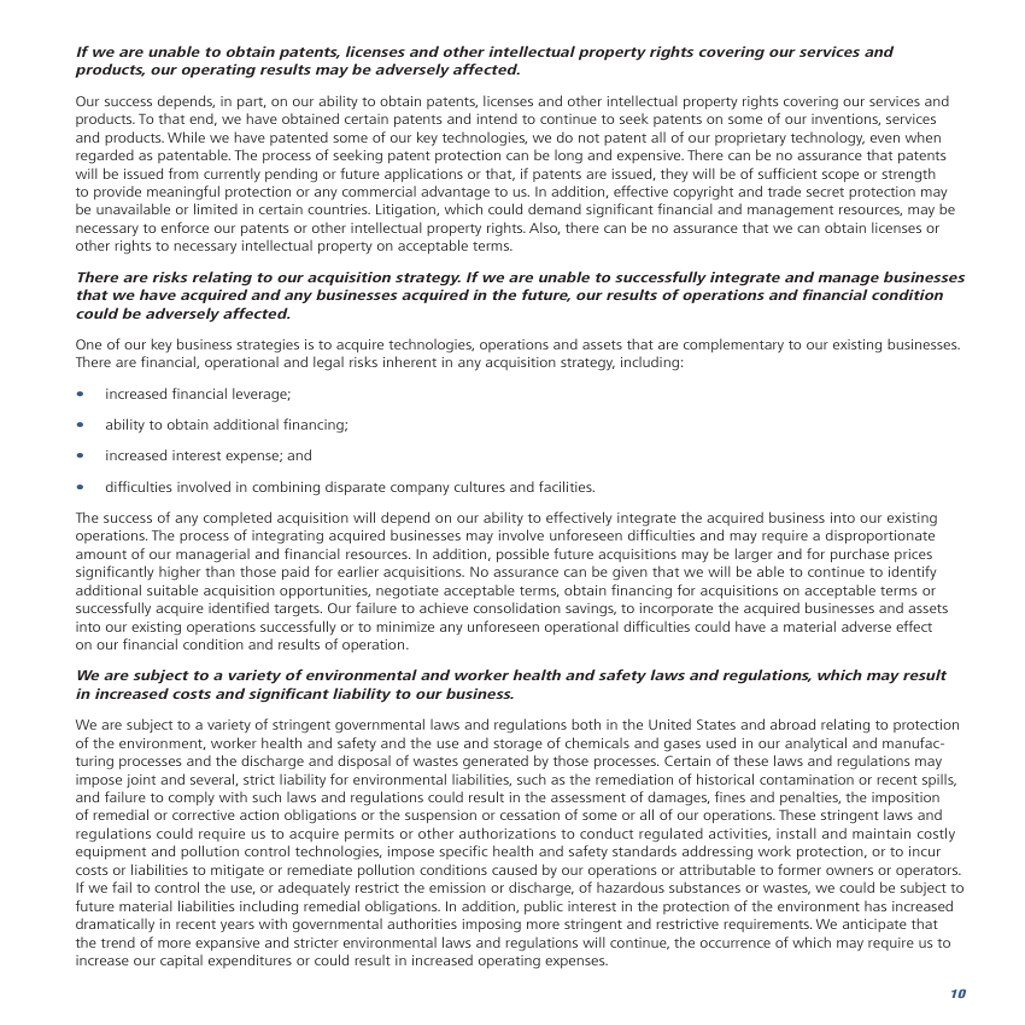 If we are unable to obtain patents, licenses and other intellectual property rights covering our services and
products, our operating results may be adversely affected.
Our success depends, in part, on our ability to obtain patents, licenses and other intellectual property rights covering our services and
products. To that end, we have obtained certain patents and intend to continue to seek patents on some of our inventions, services
and products. While we have patented some of our key technologies, we do not patent all of our proprietary technology, even when
regarded as patentable. The process of seeking patent protection can be long and expensive. There can be no assurance that patents
will be issued from currently pending or future applications or that, if patents are issued, they will be of sufficient scope or strength
to provide meaningful protection or any commercial advantage to us. In addition, effective copyright and trade secret protection may
be unavailable or limited in certain countries. Litigation, which could demand significant financial and management resources, may be
necessary to enforce our patents or other intellectual property rights. Also, there can be no assurance that we can obtain licenses or
other rights to necessary intellectual property on acceptable terms.
There are risks relating to our acquisition strategy. If we are unable to successfully integrate and manage businesses
that we have acquired and any businesses acquired in the future, our results of operations and financial condition
could be adversely affected.
One of our key business strategies is to acquire technologies, operations and assets that are complementary to our existing businesses.
There are financial, operational and legal risks inherent in any acquisition strategy, including:
• increased financial leverage;
• ability to obtain additional financing;
• increased interest expense; and
• difficulties involved in combining disparate company cultures and facilities.
The success of any completed acquisition will depend on our ability to effectively integrate the acquired business into our existing
operations. The process of integrating acquired businesses may involve unforeseen difficulties and may require a disproportionate
amount of our managerial and financial resources. In addition, possible future acquisitions may be larger and for purchase prices
significantly higher than those paid for earlier acquisitions. No assurance can be given that we will be able to continue to identify
additional suitable acquisition opportunities, negotiate acceptable terms, obtain financing for acquisitions on acceptable terms or
successfully acquire identified targets. Our failure to achieve consolidation savings, to incorporate the acquired businesses and assets
into our existing operations successfully or to minimize any unforeseen operational difficulties could have a material adverse effect
on our financial condition and results of operation.
We are subject to a variety of environmental and worker health and safety laws and regulations, which may result
in increased costs and significant liability to our business.
We are subject to a variety of stringent governmental laws and regulations both in the United States and abroad relating to protection
of the environment, worker health and safety and the use and storage of chemicals and gases used in our analytical and manufac-
turing processes and the discharge and disposal of wastes generated by those processes. Certain of these laws and regulations may
impose joint and several, strict liability for environmental liabilities, such as the remediation of historical contamination or recent spills,
and failure to comply with such laws and regulations could result in the assessment of damages, fines and penalties, the imposition
of remedial or corrective action obligations or the suspension or cessation of some or all of our operations. These stringent laws and
regulations could require us to acquire permits or other authorizations to conduct regulated activities, install and maintain costly
equipment and pollution control technologies, impose specific health and safety standards addressing work protection, or to incur
costs or liabilities to mitigate or remediate pollution conditions caused by our operations or attributable to former owners or operators.
If we fail to control the use, or adequately restrict the emission or discharge, of hazardous substances or wastes, we could be subject to
future material liabilities including remedial obligations. In addition, public interest in the protection of the environment has increased
dramatically in recent years with governmental authorities imposing more stringent and restrictive requirements. We anticipate that
the trend of more expansive and stricter environmental laws and regulations will continue, the occurrence of which may require us to
increase our capital expenditures or could result in increased operating expenses.
10